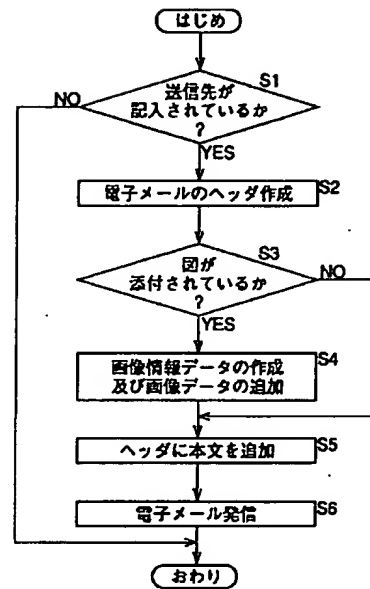 はじめ
S1
送信先が
記入されているか
?
NO
YES
電子メールのヘッダ作成
S2
S3
図が
添付されているか
?
NO
YES
画像情報データの作成
及び画像データの追加
S4
ヘッダに本文を追加
S5
電子メール発信
S6
おわり